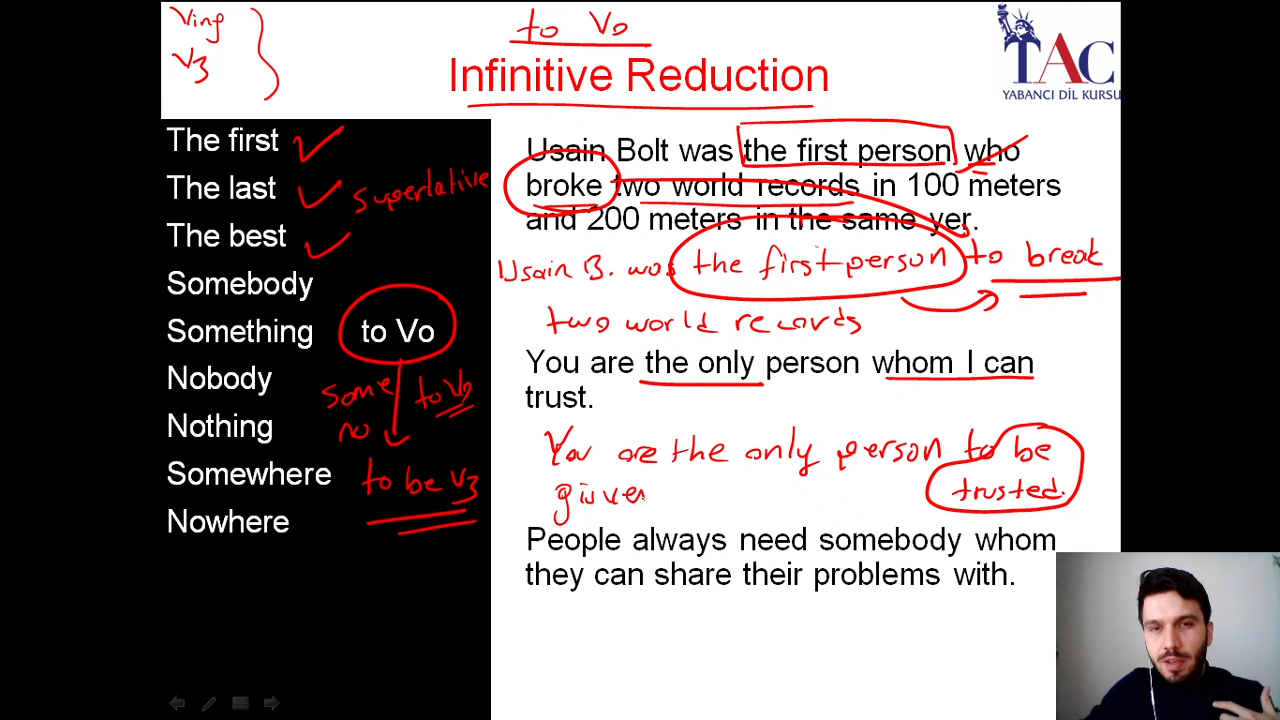 Ving
V3
to Vo
Infinitive Reduction
TAC
YABANCI DİL KURSU
The first
The last
superlative
The best
Somebody
Something
to Vo
Nobody
some to Vo
Nothing
no
Somewhere
to be V3
Nowhere
Usain Bolt was the first person, who
broke two world records in 100 meters
and 200 meters in the same yer.
Usain B. was the first person to break
two world records
You are the only person whom I can
trust.
You are the only person to be
trusted.
given
People always need somebody whom
they can share their problems with.